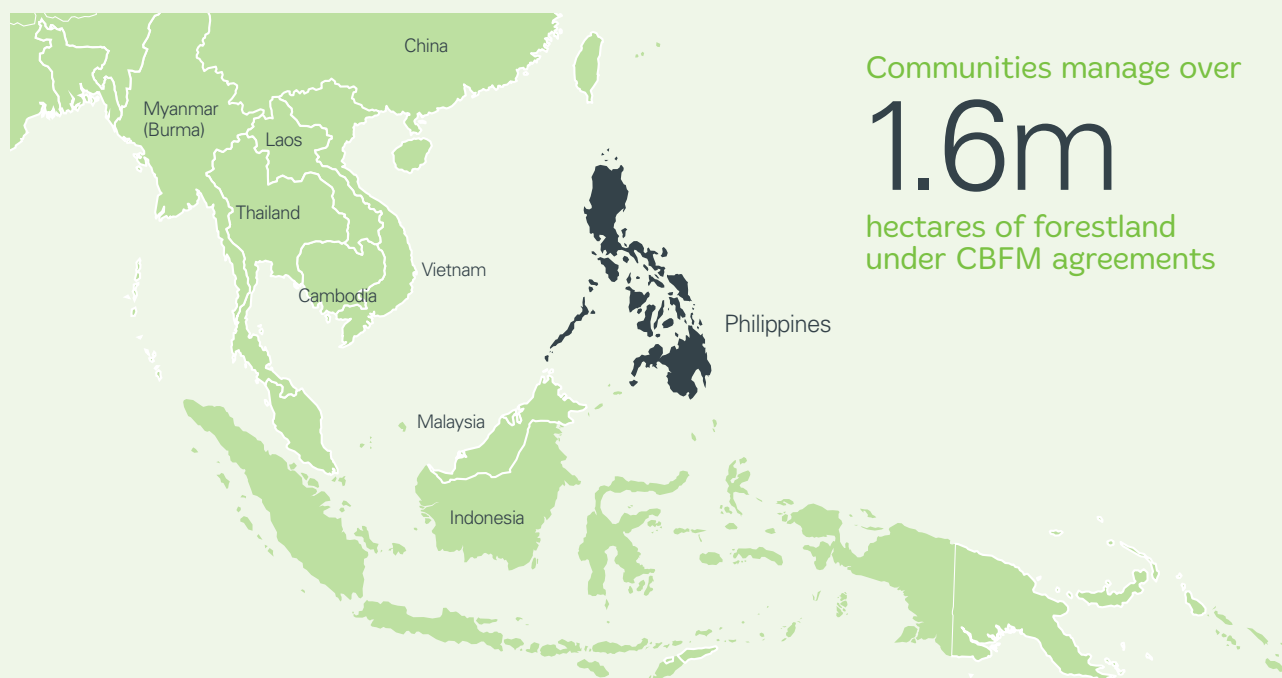 China
Communities manage over
1.6m
hectares of forestland
under CBFM agreements
Myanmar
(Burma)
Laos
Thailand
Vietnam
Cambodia
Philippines
Malaysia
Indonesia